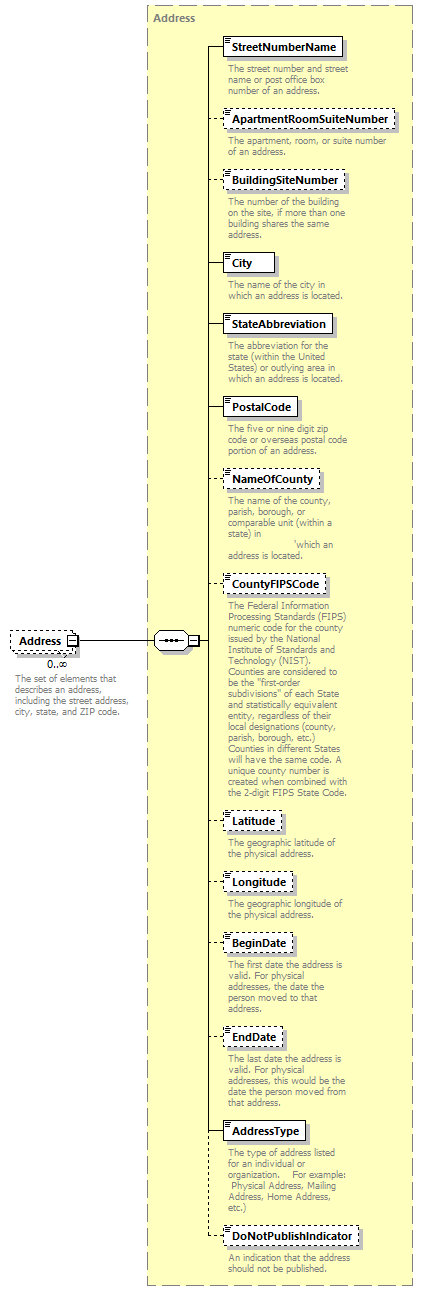 Address
StreetNumberName
The street number and street
name or post office box
number of an address.
ApartmentRoomSuiteNumber
The apartment, room, or suite number
of an address.
BuildingSiteNumber
The number of the building
on the site, if more than one
building shares the same
address.
City
The name of the city in
which an address is located.
StateAbbreviation
The abbreviation for the
state (within the United
States) or outlying area in
which an address is located.
PostalCode
The five or nine digit zip
code or overseas postal code
portion of an address.
NameOfCounty
The name of the county,
parish, borough, or
comparable unit (within a
state) in
'which an
address is located.
CountyFIPSCode
The Federal Information
Processing Standards (FIPS)
numeric code for the county
issued by the National
Institute of Standards and
Technology (NIST).
Counties are considered to
be the "first-order
subdivisions" of each State
and statistically equivalent
entity, regardless of their
local designations (county,
parish, borough, etc.)
Counties in different States
will have the same code. A
unique county number is
created when combined with
the 2-digit FIPS State Code.
Address
0..∞
The set of elements that
describes an address,
including the street address,
city, state, and ZIP code.
Latitude
The geographic latitude of
the physical address.
Longitude
The geographic longitude of
the physical address.
BeginDate
The first date the address is
valid. For physical
addresses, the date the
person moved to that
address.
EndDate
The last date the address is
valid. For physical
addresses, this would be the
date the person moved from
that address.
AddressType
The type of address listed
for an individual or
organization. For example:
Physical Address, Mailing
Address, Home Address,
etc.)
DoNotPublishIndicator
An indication that the address
should not be published.